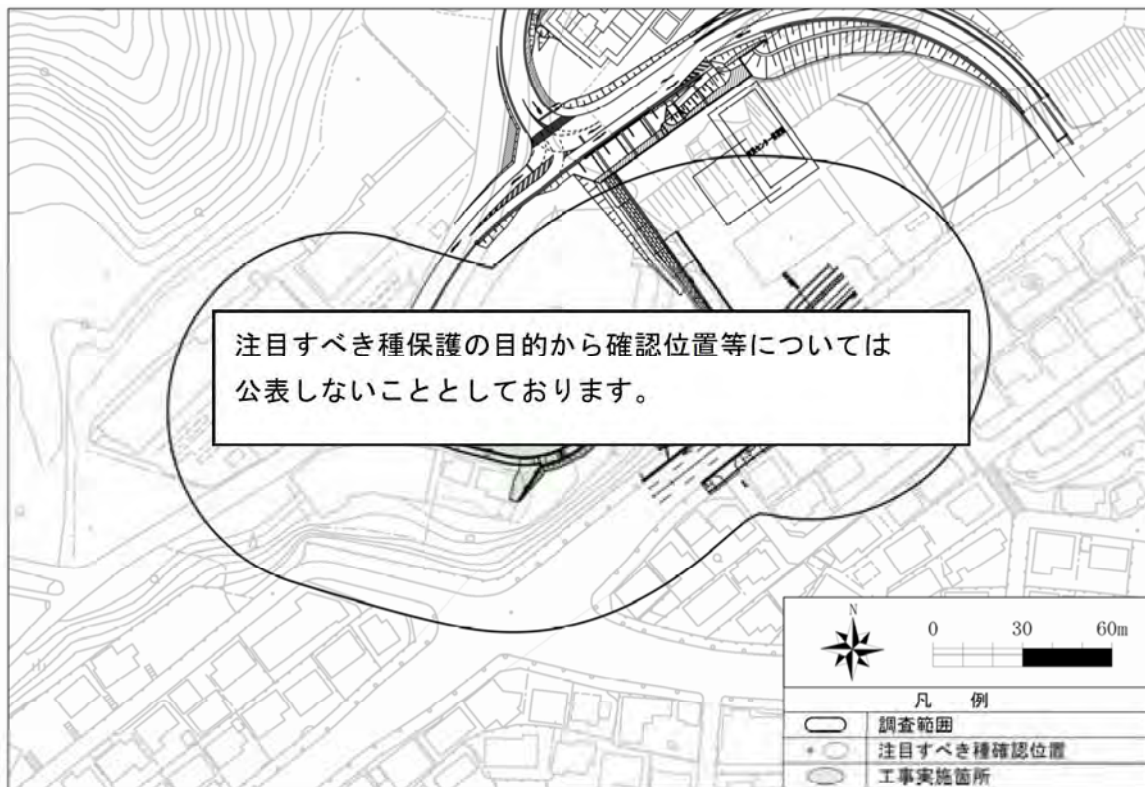 注目すべき種保護の目的から確認位置等については
公表しないこととしております。
N
0 30 60m
凡 例
調査範囲
注目すべき種確認位置
工事実施箇所